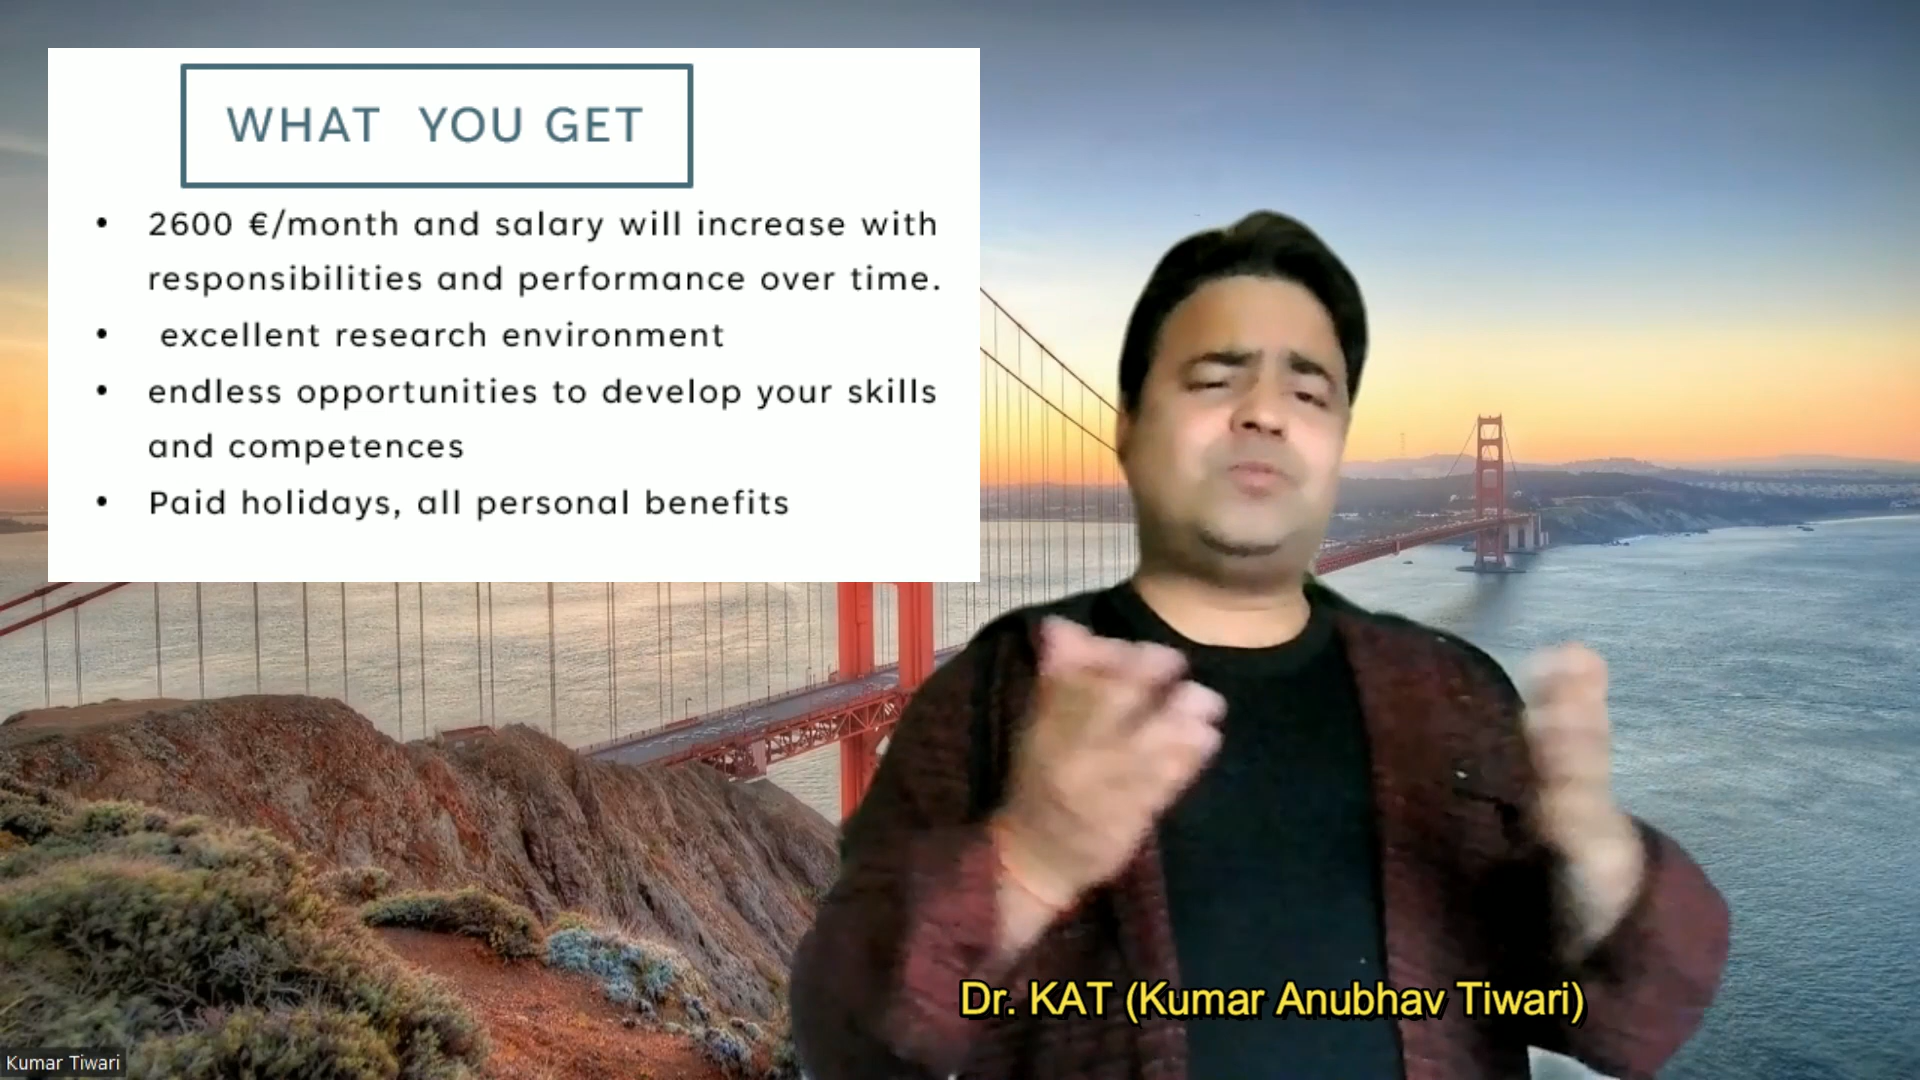 WHAT YOU GET
• 2600 €/month and salary will increase with
responsibilities and performance over time.
• excellent research environment
• endless opportunities to develop your skills
and competences
• Paid holidays, all personal benefits
Dr. KAT (Kumar Anubhav Tiwari)
Kumar Tiwari